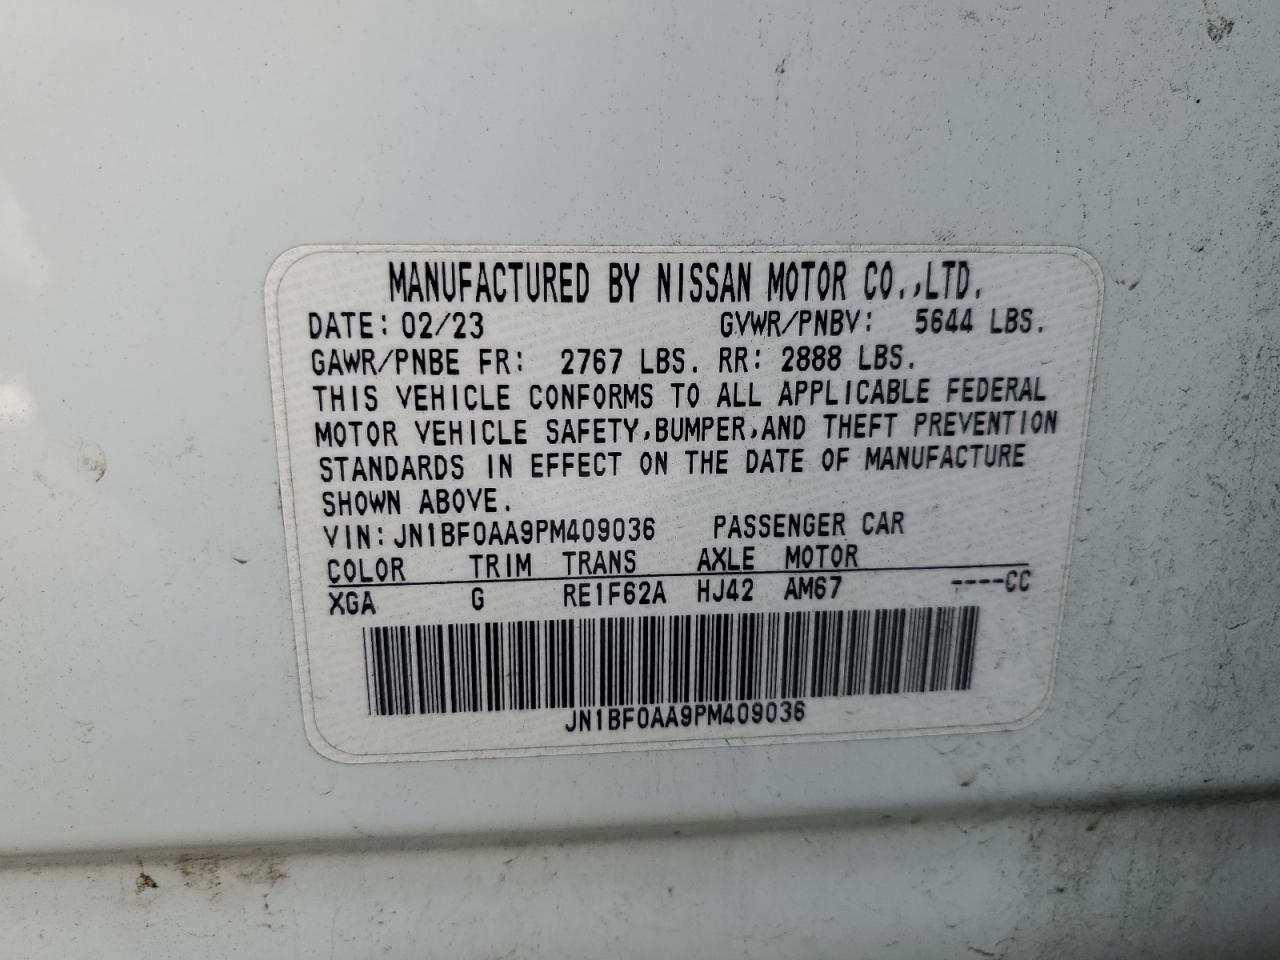 MANUFACTURED BY NISSAN MOTOR CO.,LTD.
DATE: 02/23 GVWR/PNBV: 5644 LBS.
GAWR/PNBE FR: 2767 LBS. RR: 2888 LBS.
THIS VEHICLE CONFORMS TO ALL APPLICABLE FEDERAL
MOTOR VEHICLE SAFETY,BUMPER,AND THEFT PREVENTION
STANDARDS IN EFFECT ON THE DATE OF MANUFACTURE
SHOWN ABOVE.
VIN: JN1BF0AA9PM409036 PASSENGER CAR
COLOR TRIM TRANS AXLE MOTOR
XGA G RE1F62A HJ42 AM67 ----CC
JN1BF0AA9PM409036